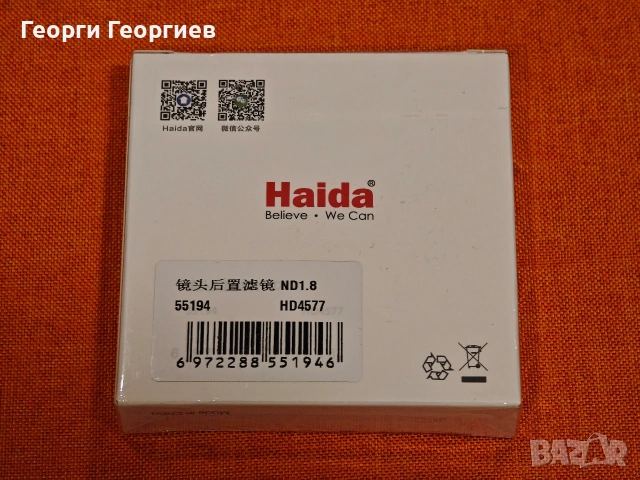 Георги Георгиев
Haida官网 微信公众号
Haida®
Believe • We Can
镜头后置滤镜 ND1.8
55194 HD4577
6 972288 551946
BAZAR